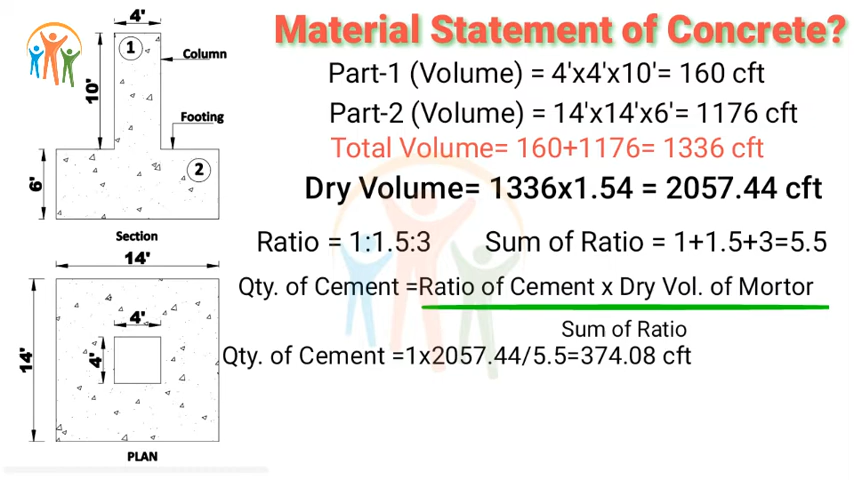 Material Statement of Concrete?
4'
1
Column
10'
Footing
2
6'
Section
14'
4'
4'
14'
PLAN
Part-1 (Volume) = 4'x4'x10'= 160 cft
Part-2 (Volume) = 14'x14'x6'= 1176 cft
Total Volume= 160+1176= 1336 cft
Dry Volume= 1336x1.54 = 2057.44 cft
Ratio = 1:1.5:3 Sum of Ratio = 1+1.5+3=5.5
Qty. of Cement =Ratio of Cement x Dry Vol. of Mortor
Sum of Ratio
Qty. of Cement =1x2057.44/5.5=374.08 cft